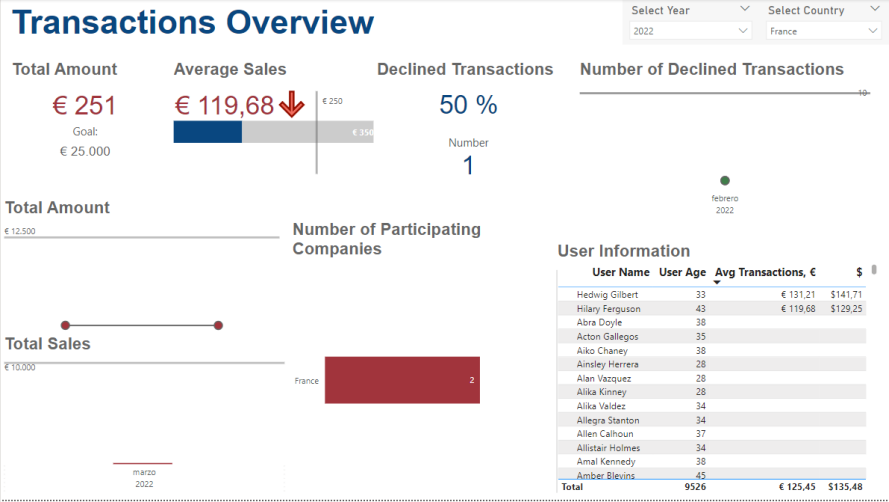 Transactions Overview
Select Year
2022
Select Country
France
Total Amount
€ 251
Goal:
€ 25.000
Average Sales
€ 119,68
€ 250
€ 350
Declined Transactions
50 %
Number
1
Number of Declined Transactions
10
febrero
2022
Total Amount
€ 12.500
Total Sales
€ 10.000
marzo
2022
Number of Participating
Companies
France
2
User Information
User Name User Age Avg Transactions, € $
Hedwig Gilbert 33 € 131,21 $141,71
Hilary Ferguson 43 € 119,68 $129,25
Abra Doyle 38
Acton Gallegos 35
Aiko Chaney 38
Ainsley Herrera 28
Alan Vazquez 28
Alika Kinney 28
Alika Valdez 34
Allegra Stanton 34
Allen Calhoun 37
Allistair Holmes 34
Amal Kennedy 38
Amber Blevins 45
Total 9526 € 125,45 $135,48